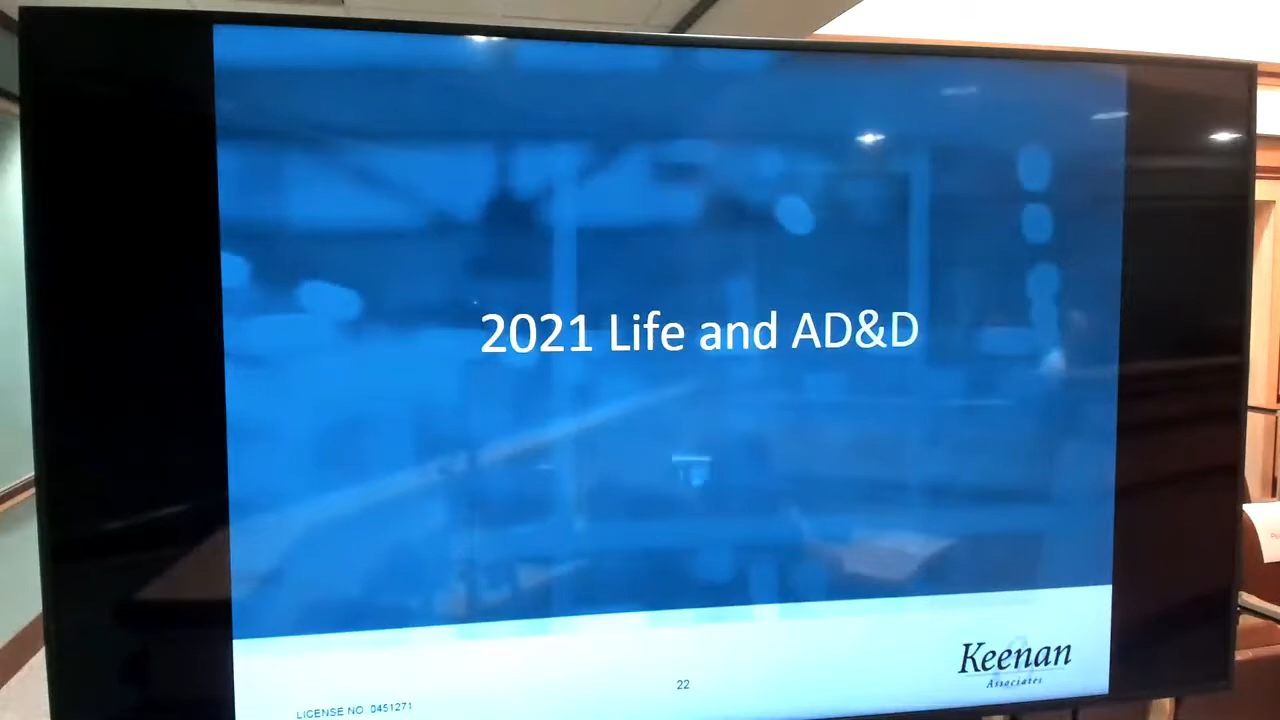 2021 Life and AD&D
Keenan
Associates
22
LICENSE NO 0451271